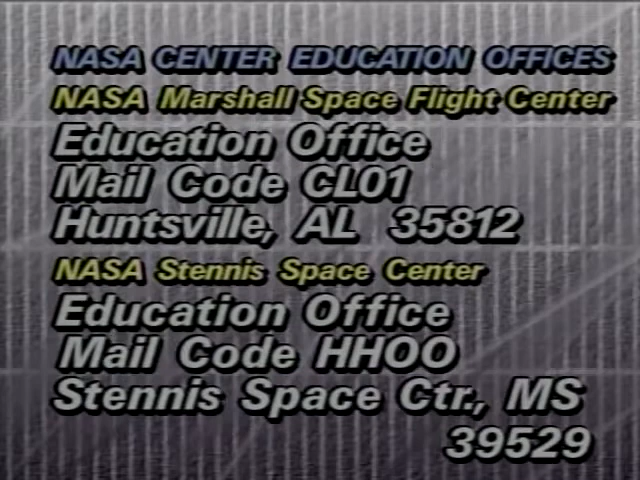 NASA CENTER EDUCATION OFFICES
NASA Marshall Space Flight Center
Education Office
Mail Code CL01
Huntsville, AL 35812
NASA Stennis Space Center
Education Office
Mail Code HHOO
Stennis Space Ctr., MS
39529